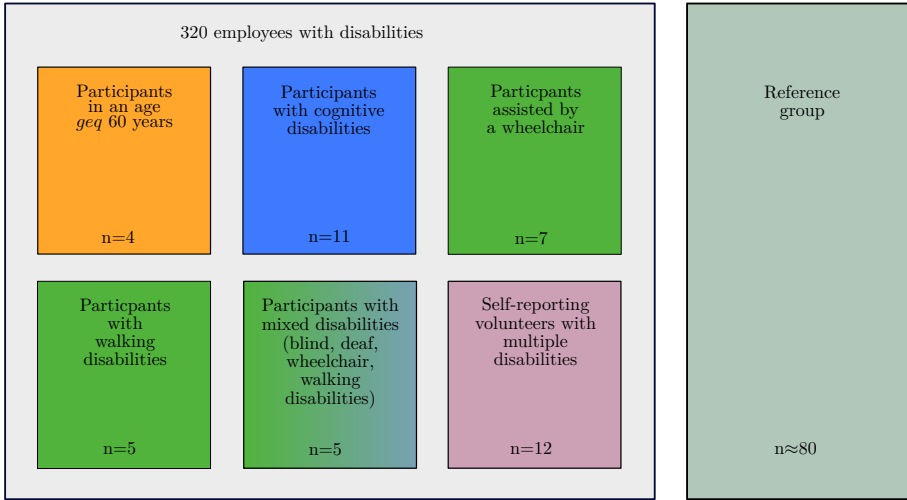 320 employees with disabilities
Participants
in an age
geq 60 years
n=4
Participants
with cognitive
disabilities
n=11
Particpants
assisted by
a wheelchair
n=7
Particpants
with
walking
disabilities
n=5
Participants with
mixed disabilities
(blind, deaf,
wheelchair,
walking
disabilities)
n=5
Self-reporting
volunteers with
multiple
disabilities
n=12
Reference
group
n≈80